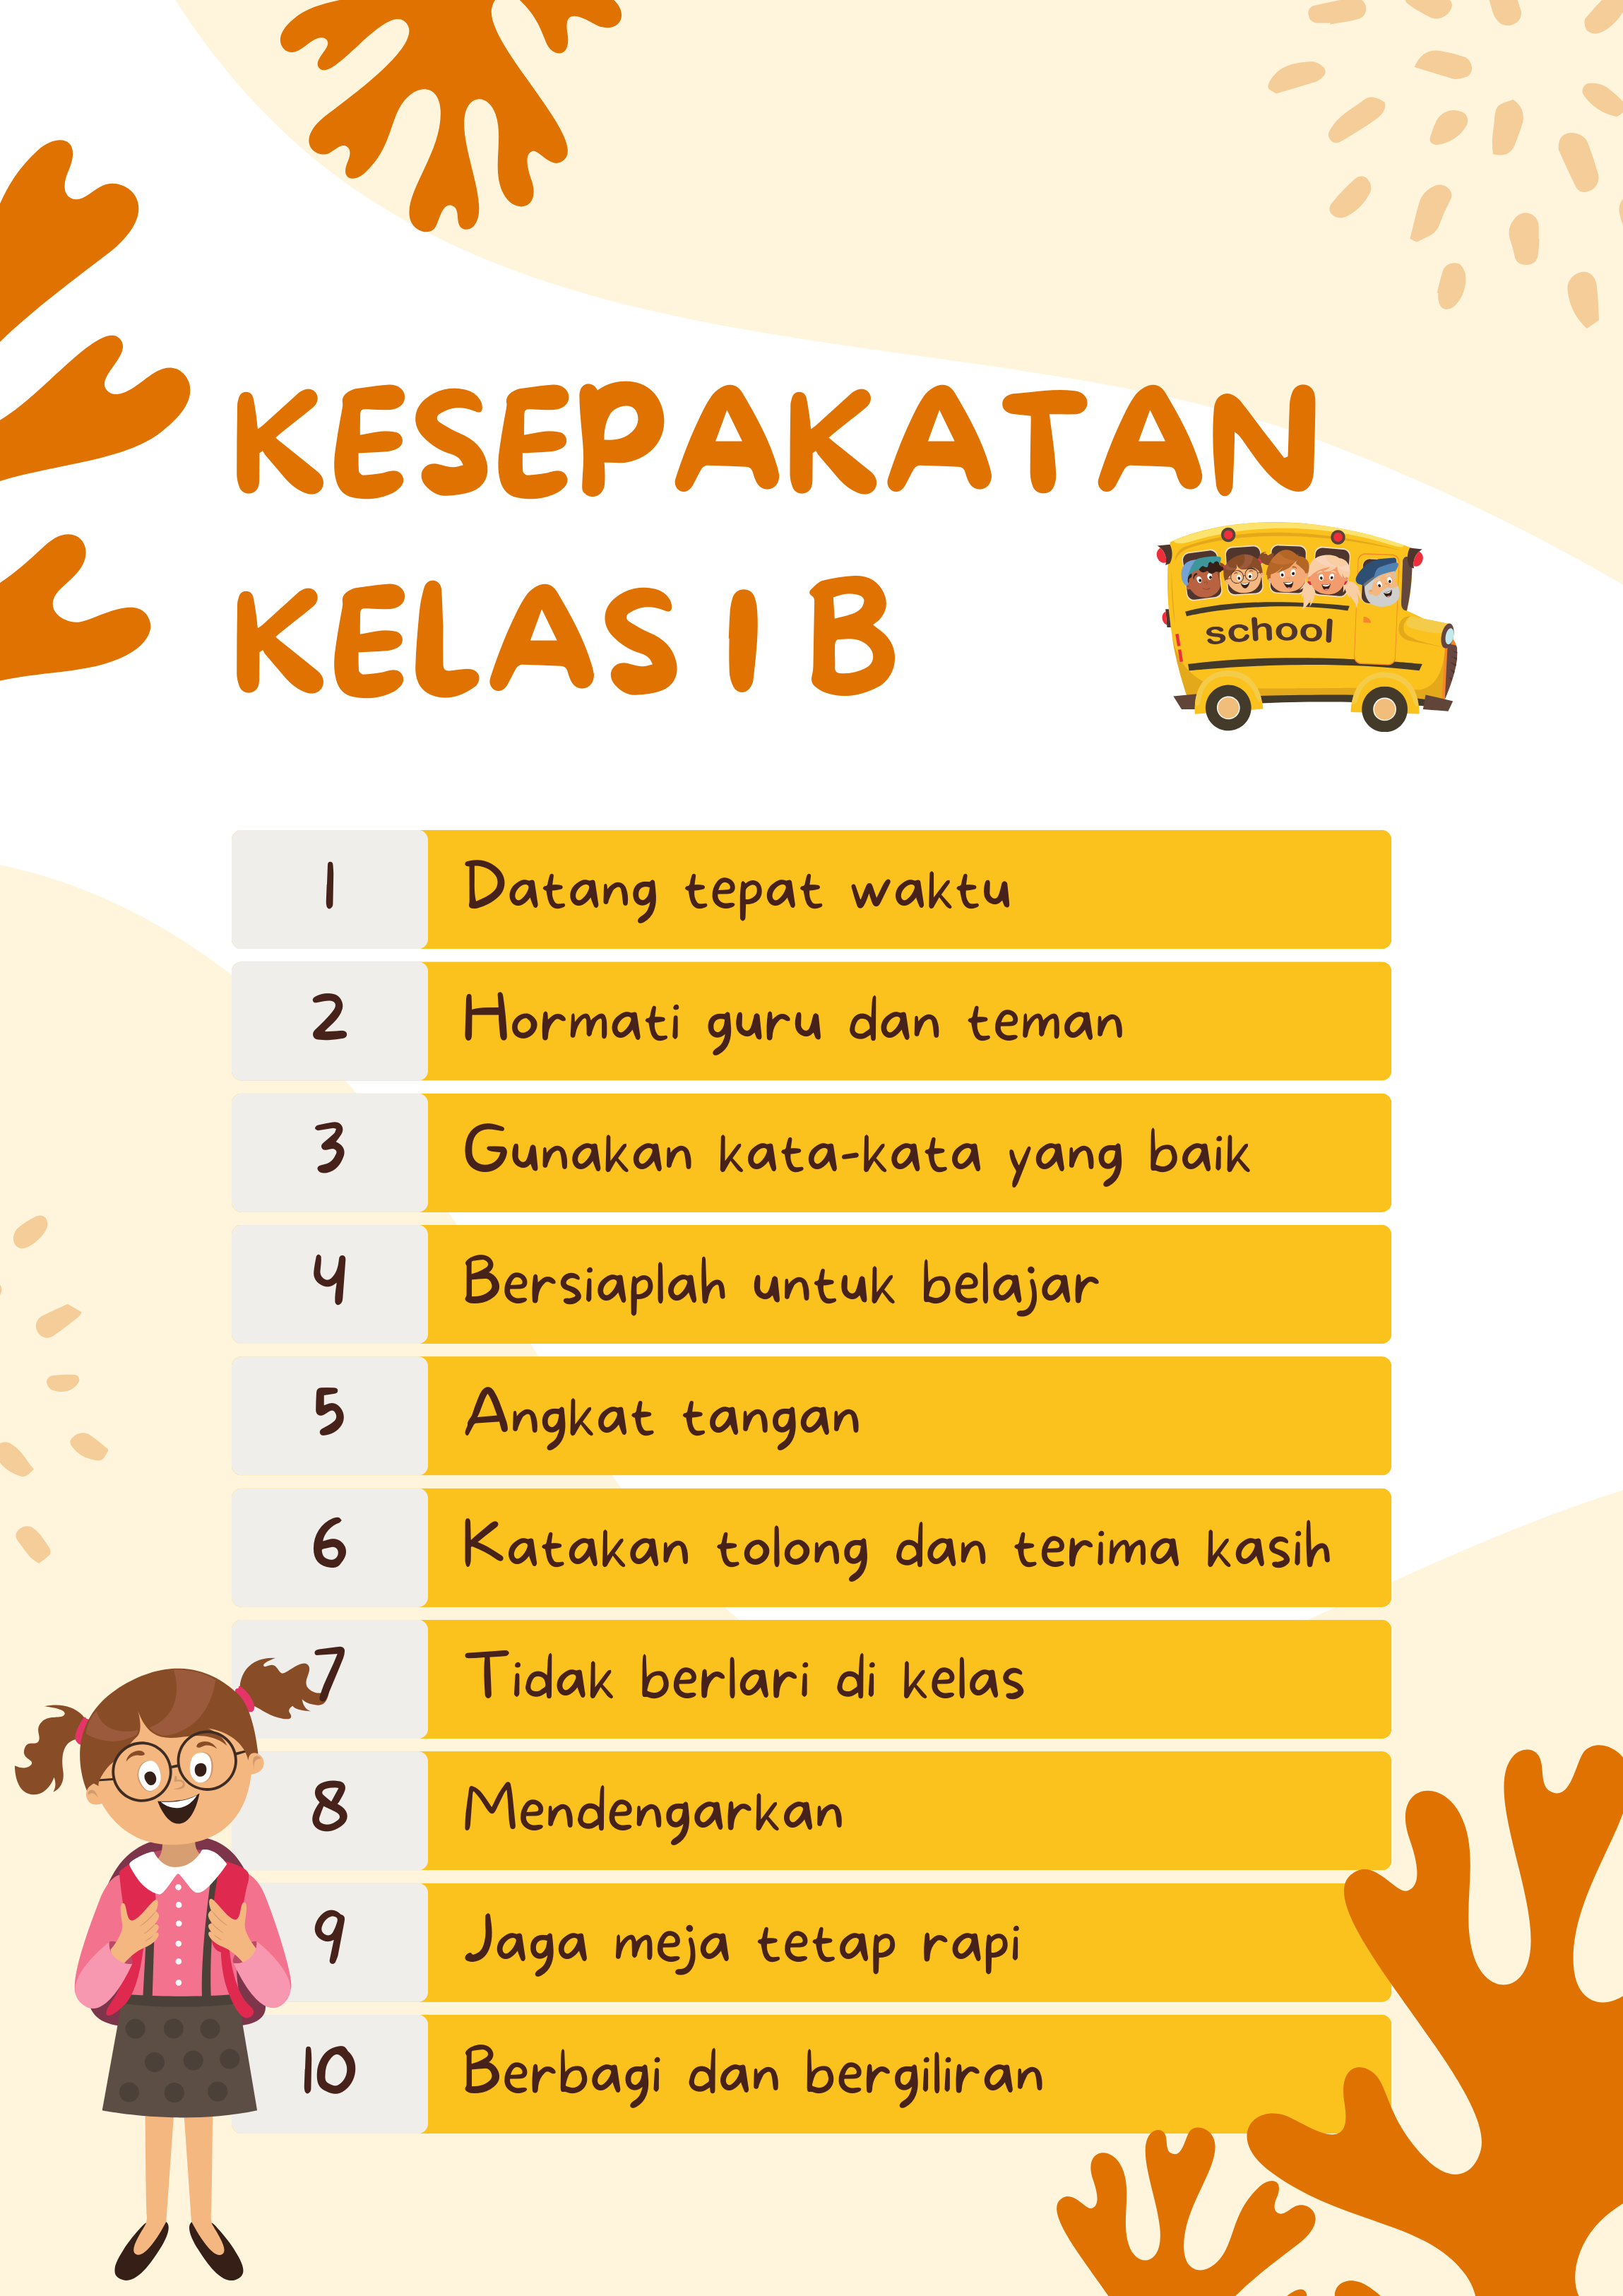 KESEPAKATAN
KELAS I B
school
1 Datang tepat waktu
2 Hormati guru dan teman
3 Gunakan kata-kata yang baik
4 Bersiaplah untuk belajar
5 Angkat tangan
6 Katakan tolong dan terima kasih
7 Tidak berlari di kelas
8 Mendengarkan
9 Jaga meja tetap rapi
10 Berbagi dan bergiliran